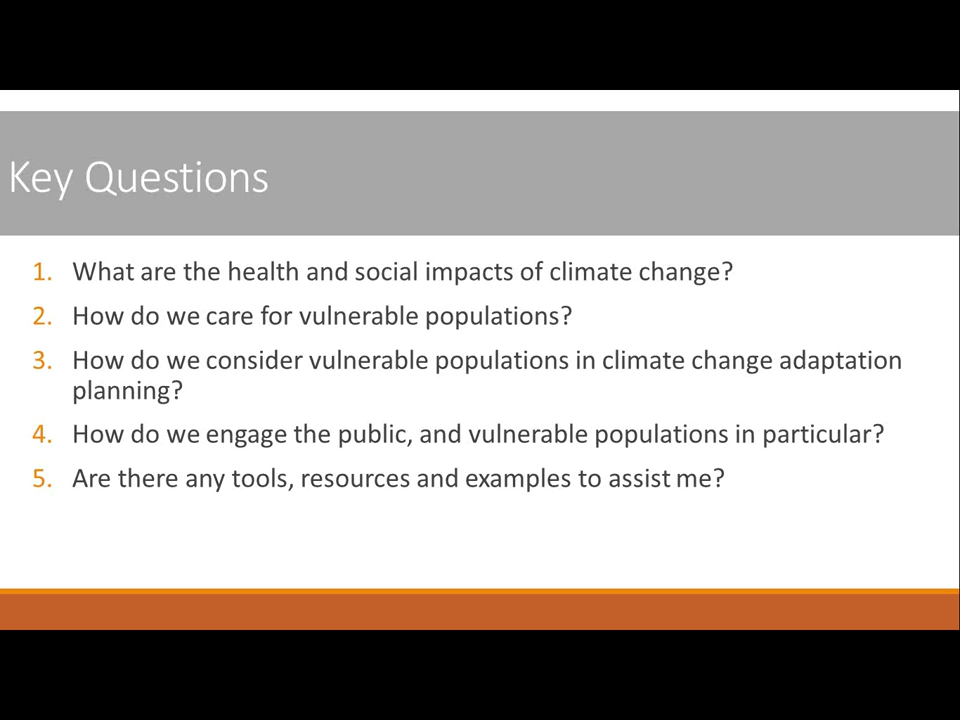 Key Questions
1. What are the health and social impacts of climate change?
2. How do we care for vulnerable populations?
3. How do we consider vulnerable populations in climate change adaptation
planning?
4. How do we engage the public, and vulnerable populations in particular?
5. Are there any tools, resources and examples to assist me?